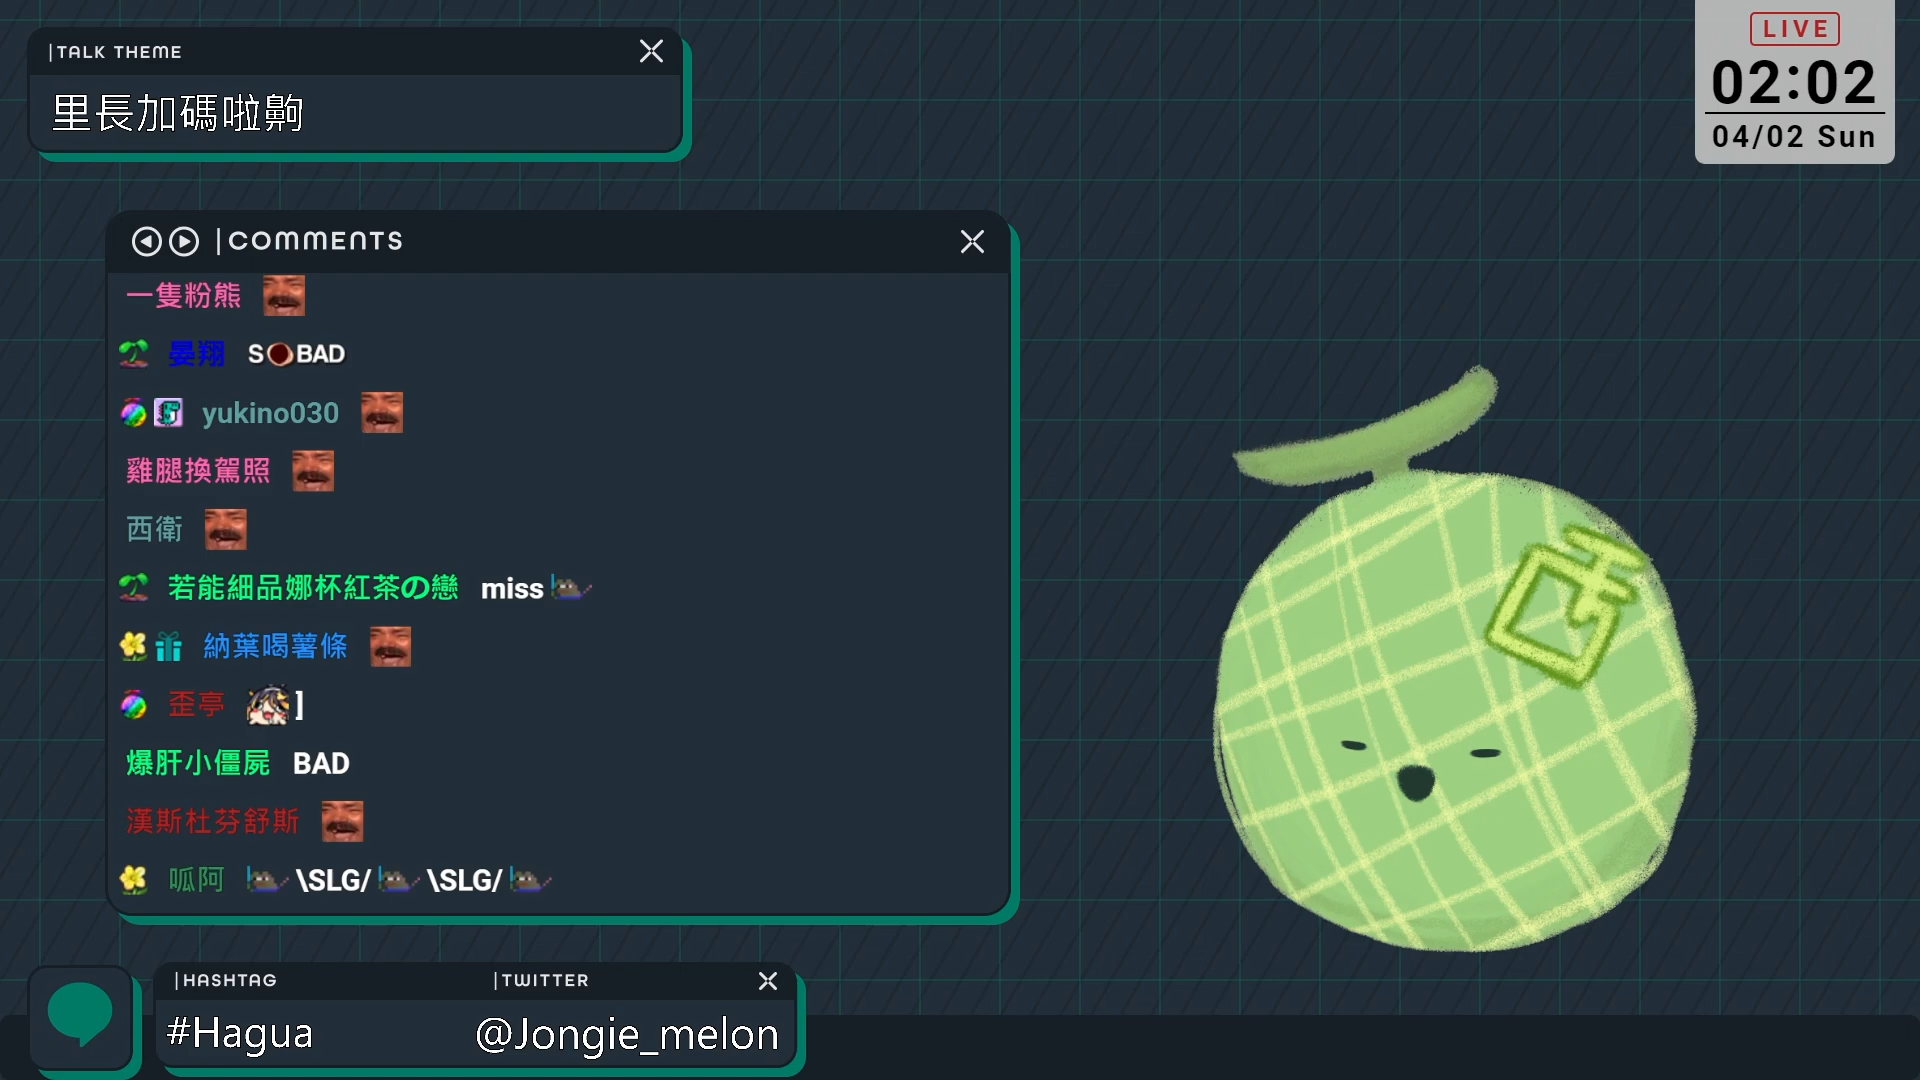 |TALK THEME
里長加碼啦齁
LIVE
02:02
04/02 Sun
|COMMENTS
一隻粉熊
晏翔 S BAD
yukino030
雞腿換駕照
西衛
若能細品娜杯紅茶の戀 miss
納葉喝薯條
歪亭 ]
爆肝小僵屍 BAD
漢斯杜芬舒斯
呱阿 \SLG/ \SLG/
|HASHTAG
#Hagua
|TWITTER
@Jongie_melon